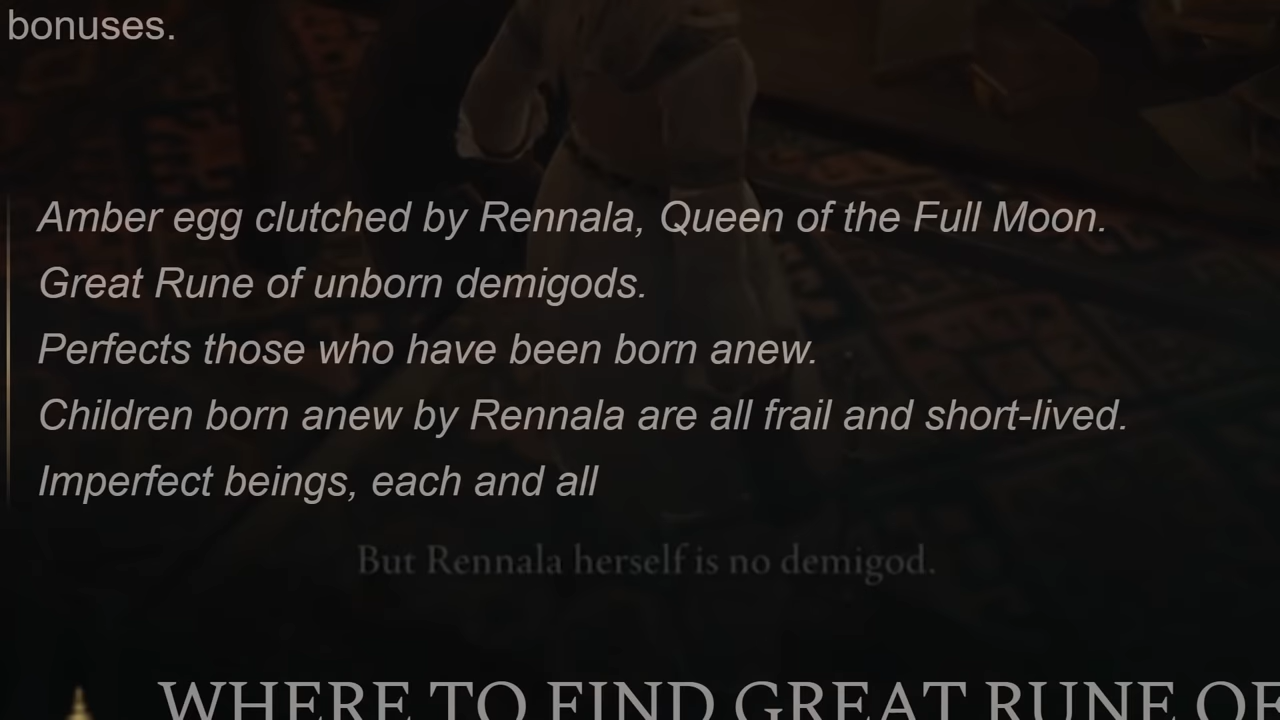 bonuses.
Amber egg clutched by Rennala, Queen of the Full Moon.
Great Rune of unborn demigods.
Perfects those who have been born anew.
Children born anew by Rennala are all frail and short-lived.
Imperfect beings, each and all
But Rennala herself is no demigod.
WHERE TO FIND GREAT RUNE OF